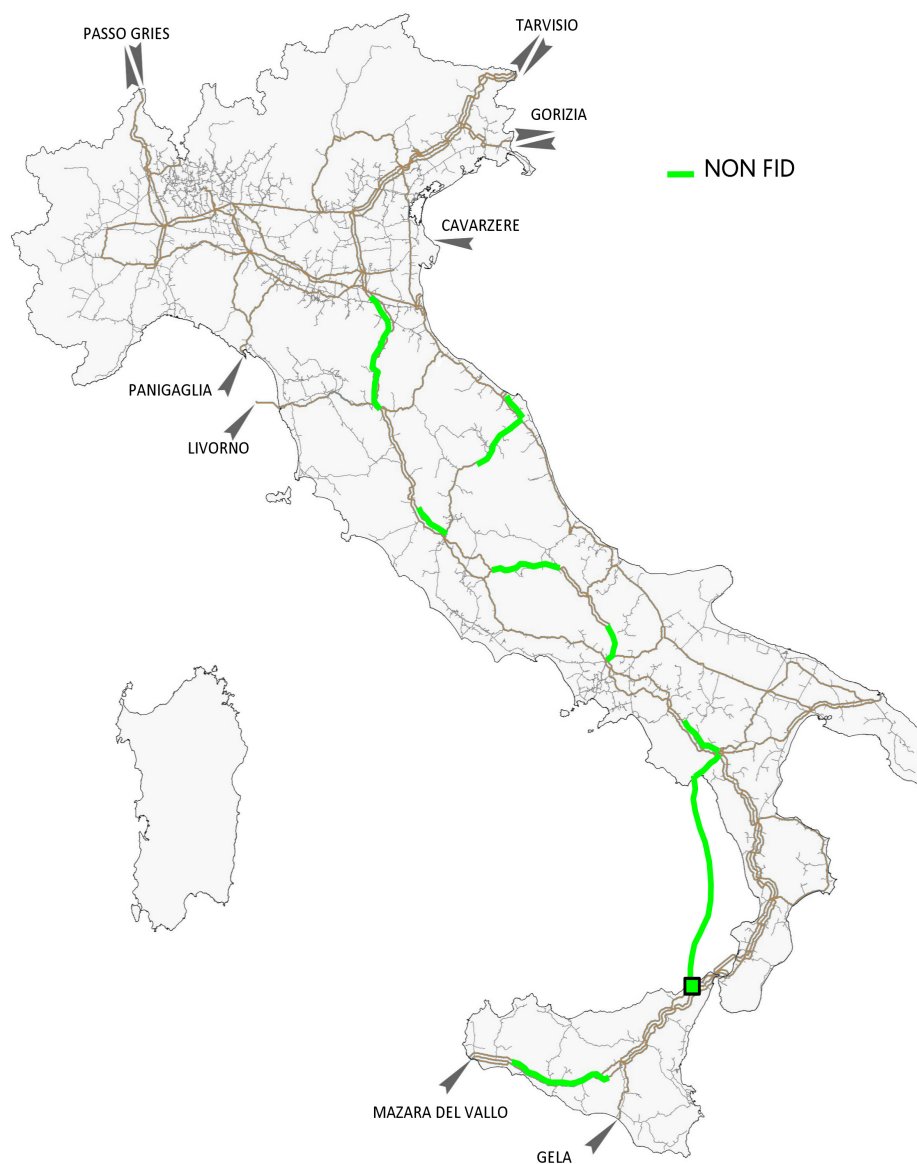 PASSO GRIES
TARVISIO
GORIZIA
NON FID
CAVARZERE
PANIGAGLIA
LIVORNO
MAZARA DEL VALLO
GELA